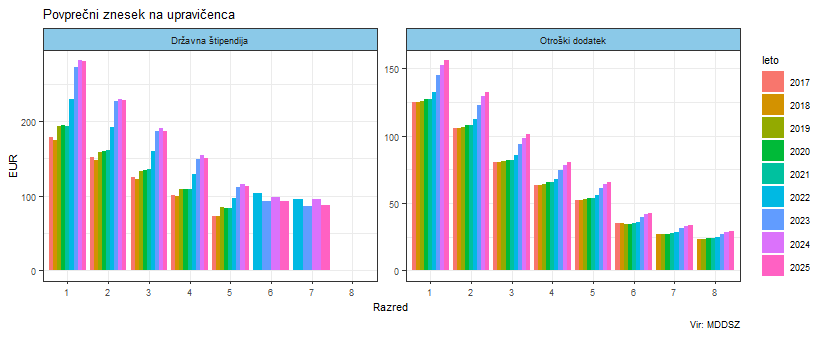 Povprečni znesek na upravičenca
Državna štipendija
Otroški dodatek
EUR
200
100
0
150
100
50
0
1 2 3 4 5 6 7 8
1 2 3 4 5 6 7 8
Razred
leto
2017
2018
2019
2020
2021
2022
2023
2024
2025
Vir: MDDSZ